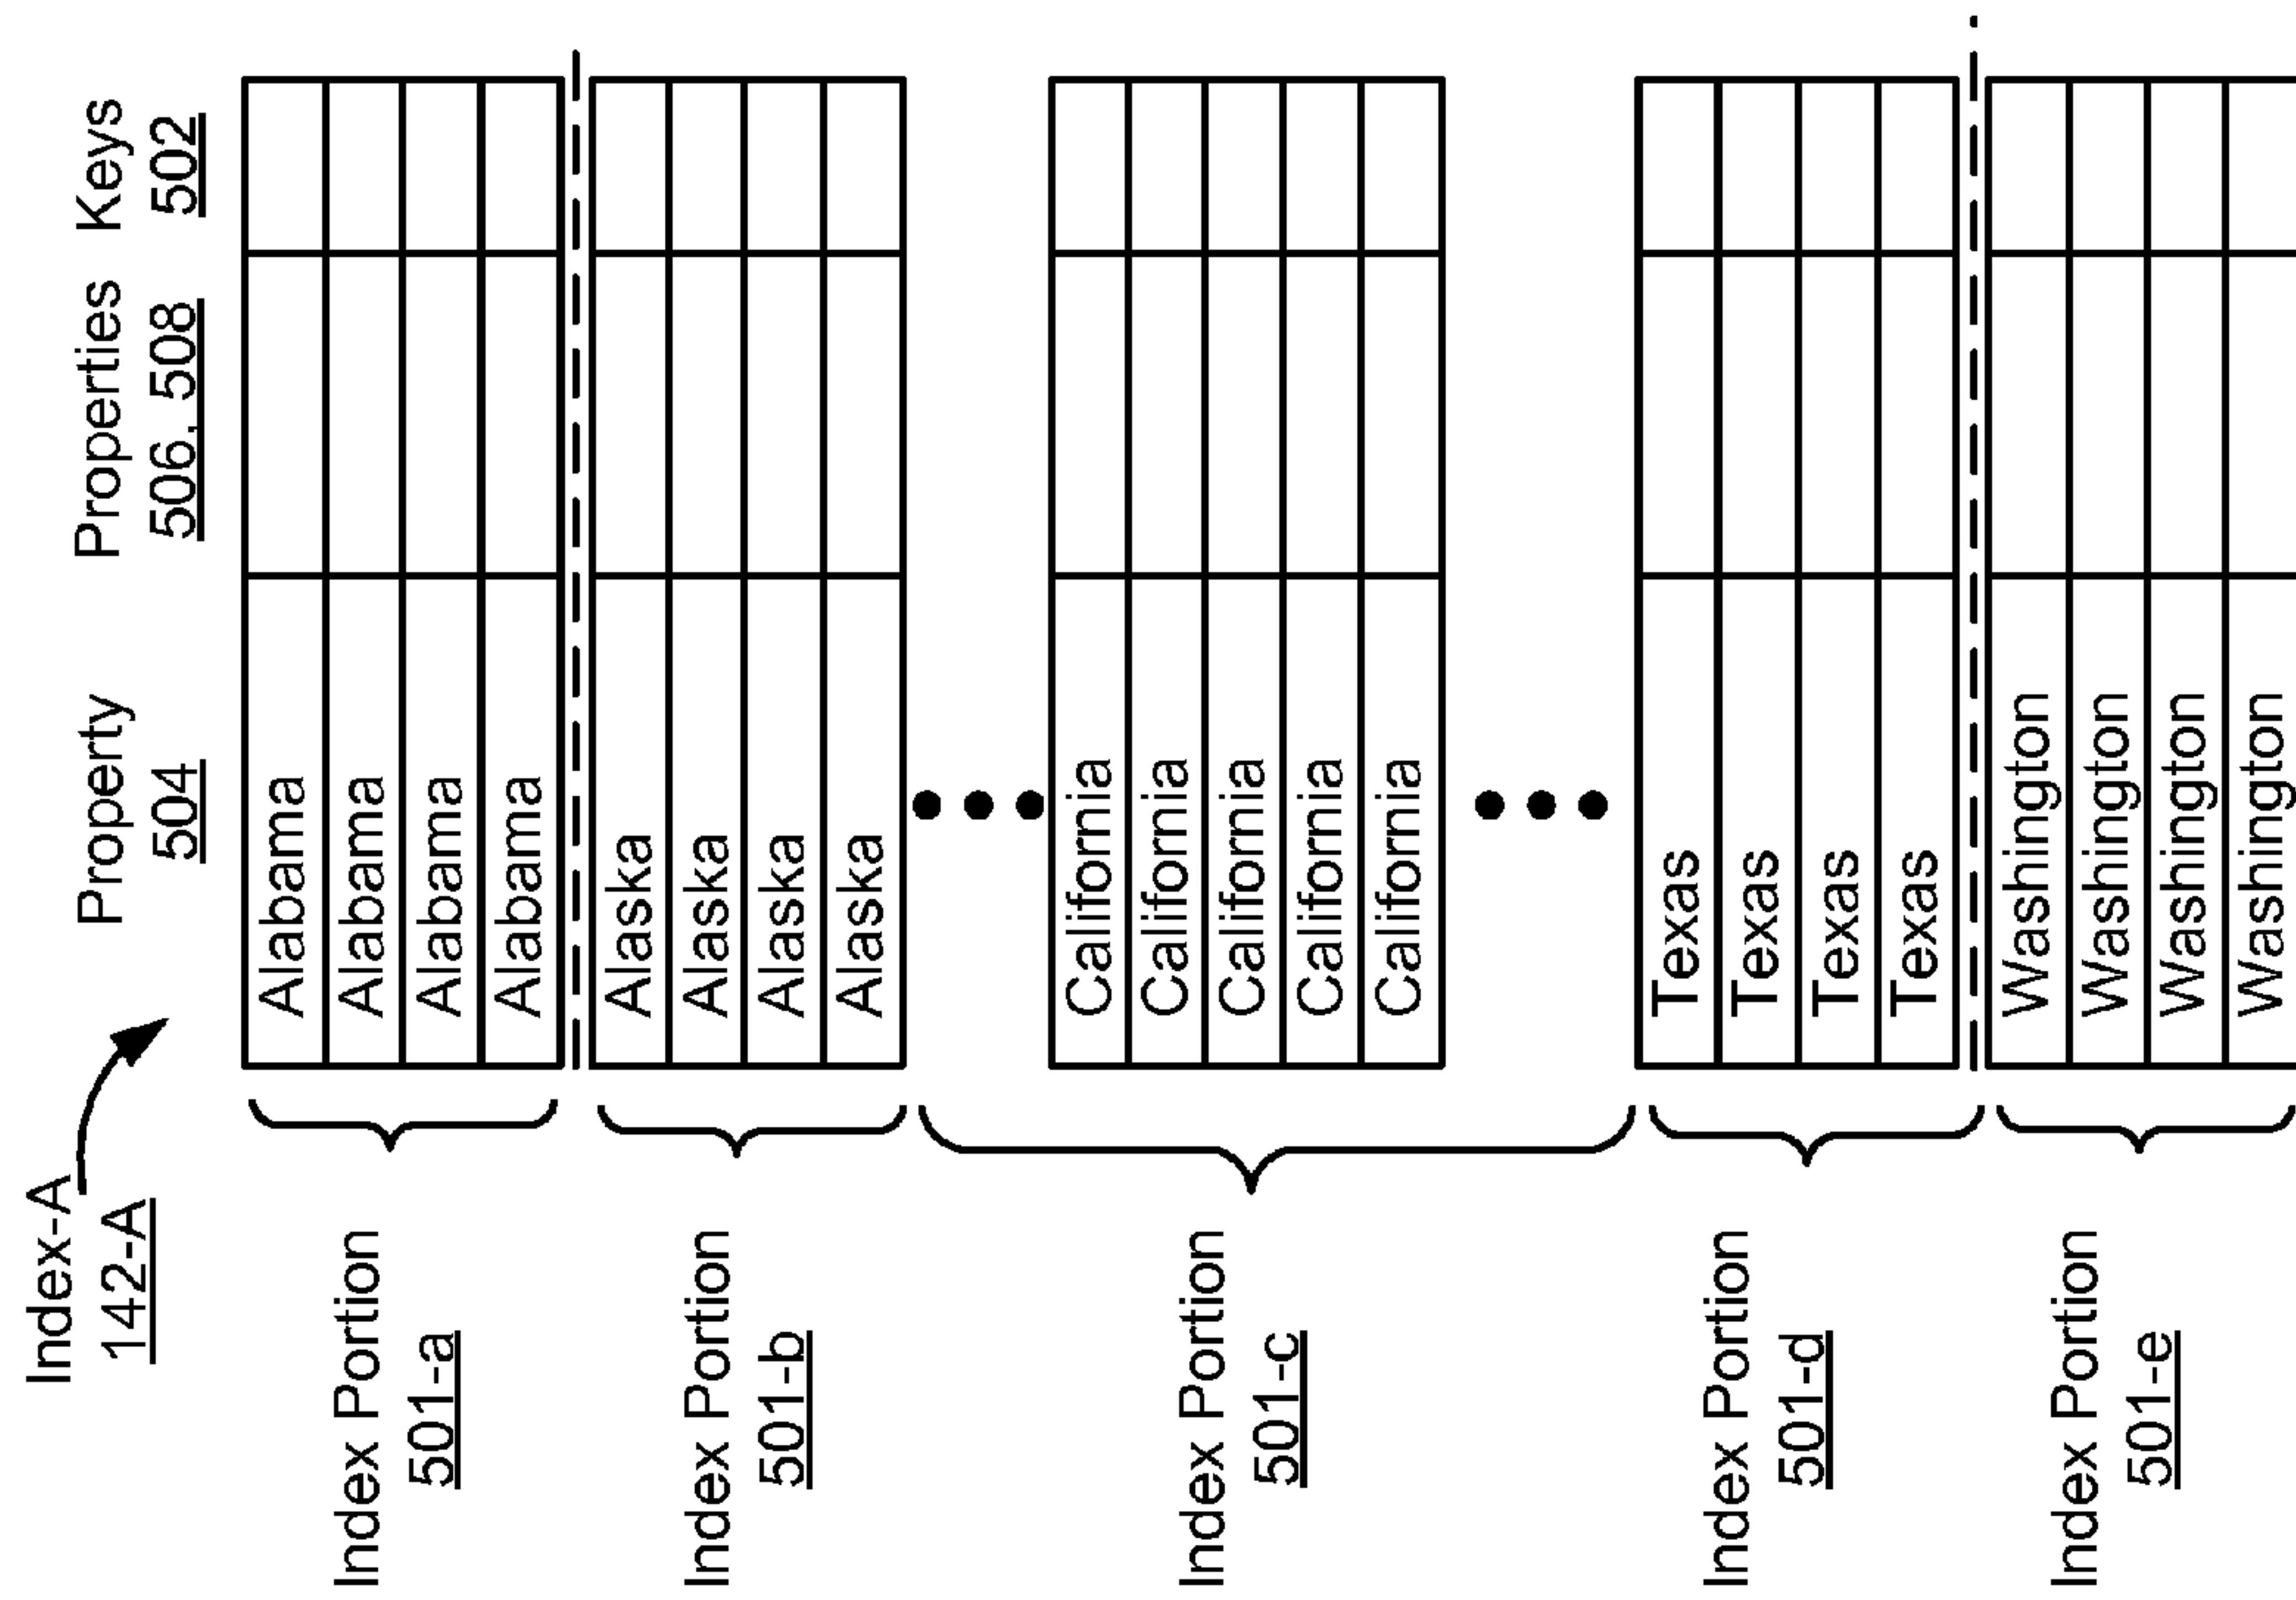 Index-A
142-A
Property
504
Properties
506, 508
Keys
502
Index Portion
501-a
Alabama
Alabama
Alabama
Alabama
Index Portion
501-b
Alaska
Alaska
Alaska
Alaska
Index Portion
501-c
California
California
California
California
California
Index Portion
501-d
Texas
Texas
Texas
Texas
Index Portion
501-e
Washington
Washington
Washington
Washington